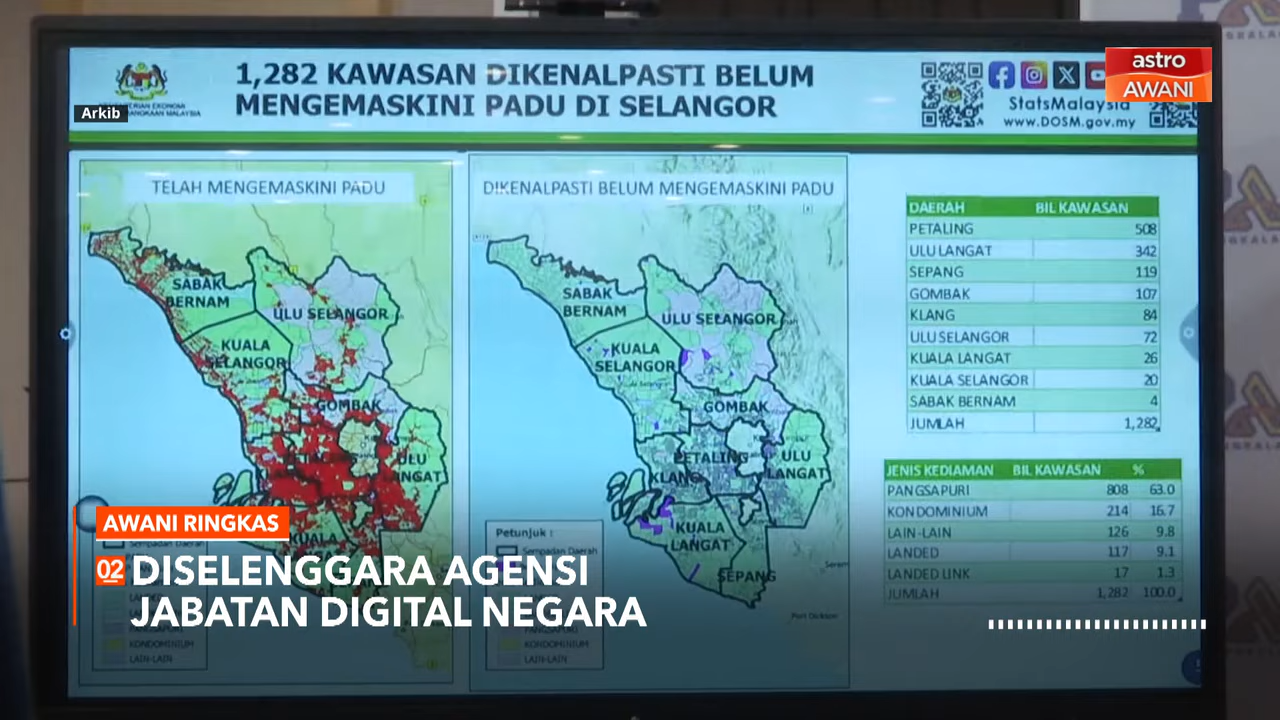 1,282 KAWASAN DIKENALPASTI BELUM
MENGEMASKINI PADU DI SELANGOR
Arkib
StatsMalaysia
www.DOSM.gov.my
astro
AWANI
TELAH MENGEMASKINI PADU
SABAK
BERNAM
ULU SELANGOR
KUALA
SELANGOR
GOMBAK
ULU
LANGAT
KUALA
DIKENALPASTI BELUM MENGEMASKINI PADU
SABAK
BERNAM
ULU SELANGOR
KUALA
SELANGOR
GOMBAK
PETALING
KLANG
ULU
LANGAT
KUALA
LANGAT
SEPANG
Port Dickson
Petunjuk :
Sempadan Daerah
KONDOMINIUM
LAIN-LAIN
PANGSAPURI
KONDOMINIUM
LAIN-LAIN
DAERAH BIL KAWASAN
PETALING 508
ULU LANGAT 342
SEPANG 119
GOMBAK 107
KLANG 84
ULU SELANGOR 72
KUALA LANGAT 26
KUALA SELANGOR 20
SABAK BERNAM 4
JUMLAH 1,282
JENIS KEDIAMAN BIL KAWASAN %
PANGSAPURI 808 63.0
KONDOMINIUM 214 16.7
LAIN-LAIN 126 9.8
LANDED 117 9.1
LANDED LINK 17 1.3
JUMLAH 1,282 100.0
AWANI RINGKAS
02 DISELENGGARA AGENSI
JABATAN DIGITAL NEGARA